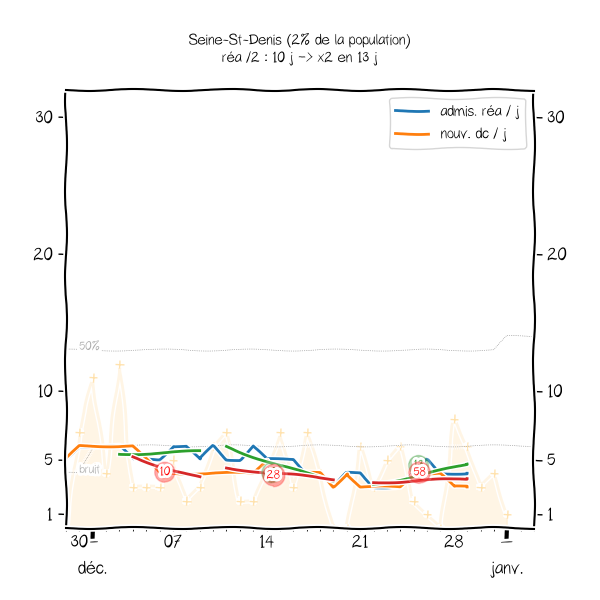 Seine-St-Denis (2% de la population)
réa /2 : 10 j -> x2 en 13 j
admis. réa / j
nouv. dc / j
30
30
20
20
50%
10
10
5
5
bruit
10
28
58
1
1
30
07
14
21
28
déc.
janv.